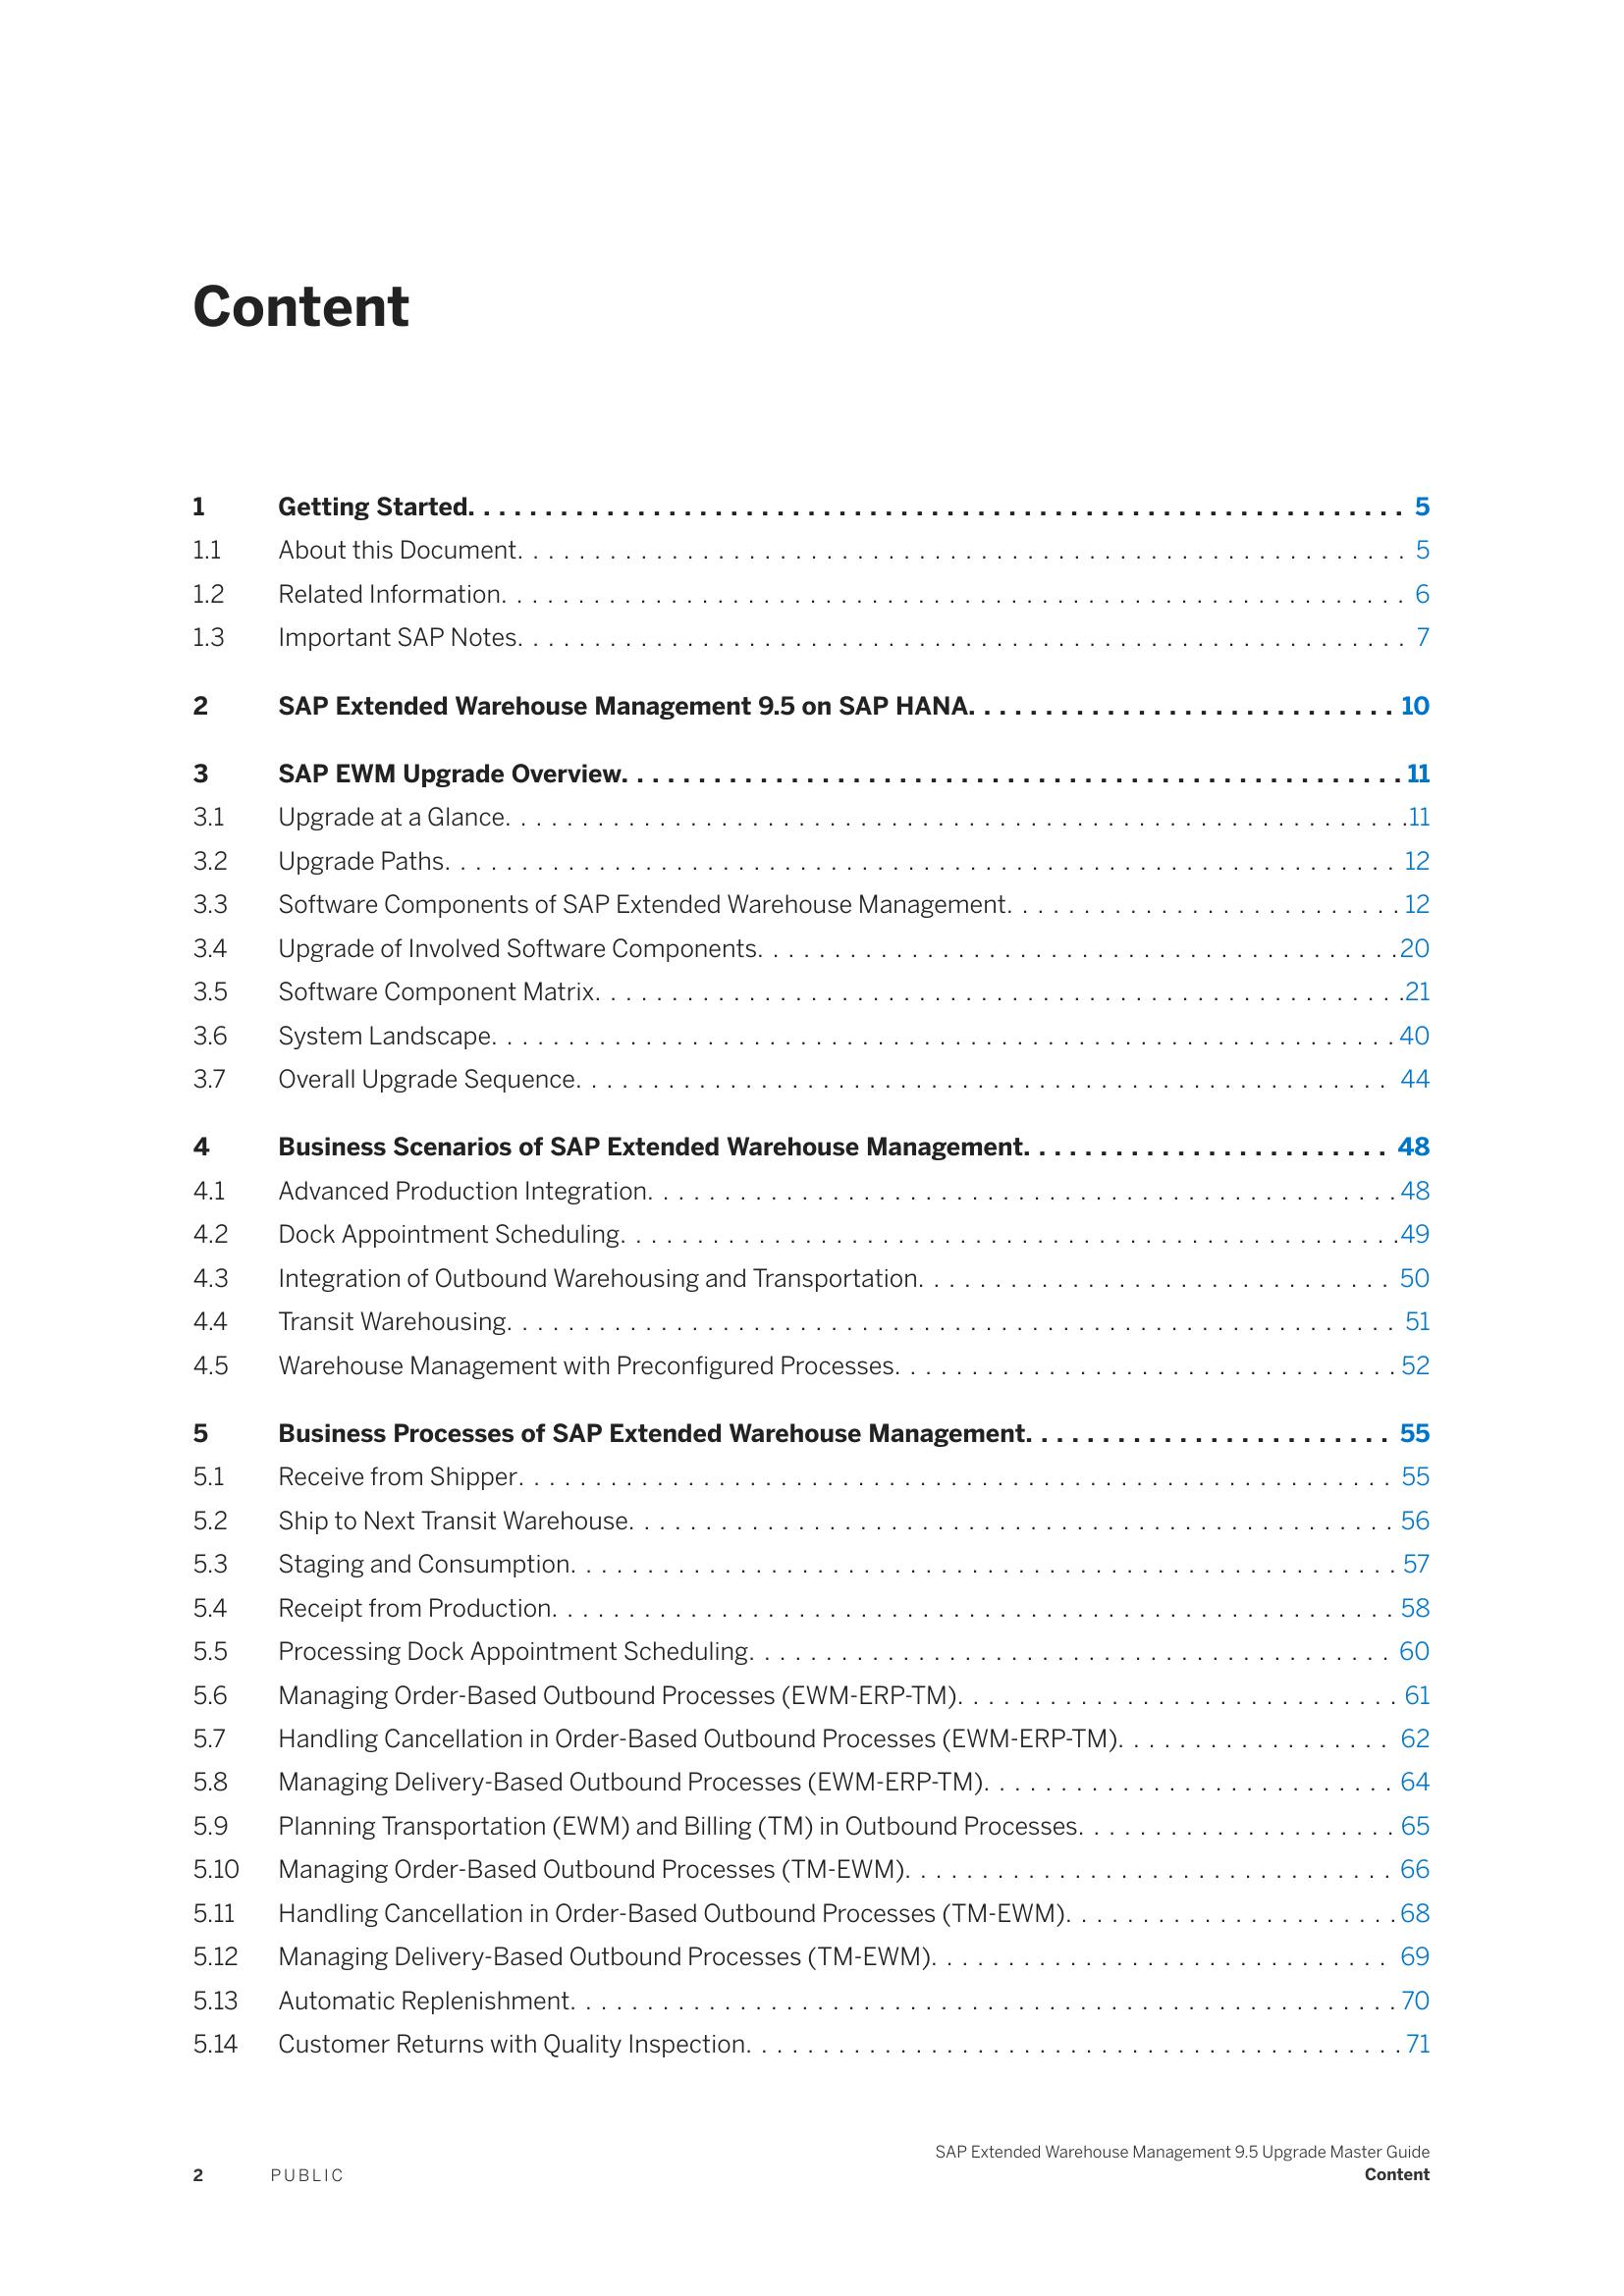 Content
1 Getting Started. . . . . . . . . . . . . . . . . . . . . . . . . . . . . . . . . . . . . . . . . . . . . . . . . . . . . . . . . . . . . 5
1.1 About this Document. . . . . . . . . . . . . . . . . . . . . . . . . . . . . . . . . . . . . . . . . . . . . . . . . . . . . . . . . . 5
1.2 Related Information. . . . . . . . . . . . . . . . . . . . . . . . . . . . . . . . . . . . . . . . . . . . . . . . . . . . . . . . . . . 6
1.3 Important SAP Notes. . . . . . . . . . . . . . . . . . . . . . . . . . . . . . . . . . . . . . . . . . . . . . . . . . . . . . . . . . 7
2 SAP Extended Warehouse Management 9.5 on SAP HANA. . . . . . . . . . . . . . . . . . . . . . . . . . . . 10
3 SAP EWM Upgrade Overview. . . . . . . . . . . . . . . . . . . . . . . . . . . . . . . . . . . . . . . . . . . . . . . . . . . 11
3.1 Upgrade at a Glance. . . . . . . . . . . . . . . . . . . . . . . . . . . . . . . . . . . . . . . . . . . . . . . . . . . . . . . . . . .11
3.2 Upgrade Paths. . . . . . . . . . . . . . . . . . . . . . . . . . . . . . . . . . . . . . . . . . . . . . . . . . . . . . . . . . . . . . 12
3.3 Software Components of SAP Extended Warehouse Management. . . . . . . . . . . . . . . . . . . . . . . . . . 12
3.4 Upgrade of Involved Software Components. . . . . . . . . . . . . . . . . . . . . . . . . . . . . . . . . . . . . . . . . .20
3.5 Software Component Matrix. . . . . . . . . . . . . . . . . . . . . . . . . . . . . . . . . . . . . . . . . . . . . . . . . . . . .21
3.6 System Landscape. . . . . . . . . . . . . . . . . . . . . . . . . . . . . . . . . . . . . . . . . . . . . . . . . . . . . . . . . . . 40
3.7 Overall Upgrade Sequence. . . . . . . . . . . . . . . . . . . . . . . . . . . . . . . . . . . . . . . . . . . . . . . . . . . . . 44
4 Business Scenarios of SAP Extended Warehouse Management. . . . . . . . . . . . . . . . . . . . . . . . 48
4.1 Advanced Production Integration. . . . . . . . . . . . . . . . . . . . . . . . . . . . . . . . . . . . . . . . . . . . . . . . . 48
4.2 Dock Appointment Scheduling. . . . . . . . . . . . . . . . . . . . . . . . . . . . . . . . . . . . . . . . . . . . . . . . . . .49
4.3 Integration of Outbound Warehousing and Transportation. . . . . . . . . . . . . . . . . . . . . . . . . . . . . . . 50
4.4 Transit Warehousing. . . . . . . . . . . . . . . . . . . . . . . . . . . . . . . . . . . . . . . . . . . . . . . . . . . . . . . . . . 51
4.5 Warehouse Management with Preconfigured Processes. . . . . . . . . . . . . . . . . . . . . . . . . . . . . . . . . 52
5 Business Processes of SAP Extended Warehouse Management. . . . . . . . . . . . . . . . . . . . . . . . 55
5.1 Receive from Shipper. . . . . . . . . . . . . . . . . . . . . . . . . . . . . . . . . . . . . . . . . . . . . . . . . . . . . . . . . 55
5.2 Ship to Next Transit Warehouse. . . . . . . . . . . . . . . . . . . . . . . . . . . . . . . . . . . . . . . . . . . . . . . . . . 56
5.3 Staging and Consumption. . . . . . . . . . . . . . . . . . . . . . . . . . . . . . . . . . . . . . . . . . . . . . . . . . . . . . 57
5.4 Receipt from Production. . . . . . . . . . . . . . . . . . . . . . . . . . . . . . . . . . . . . . . . . . . . . . . . . . . . . . . 58
5.5 Processing Dock Appointment Scheduling. . . . . . . . . . . . . . . . . . . . . . . . . . . . . . . . . . . . . . . . . . 60
5.6 Managing Order-Based Outbound Processes (EWM-ERP-TM). . . . . . . . . . . . . . . . . . . . . . . . . . . . . 61
5.7 Handling Cancellation in Order-Based Outbound Processes (EWM-ERP-TM). . . . . . . . . . . . . . . . . . 62
5.8 Managing Delivery-Based Outbound Processes (EWM-ERP-TM). . . . . . . . . . . . . . . . . . . . . . . . . . . 64
5.9 Planning Transportation (EWM) and Billing (TM) in Outbound Processes. . . . . . . . . . . . . . . . . . . . . 65
5.10 Managing Order-Based Outbound Processes (TM-EWM). . . . . . . . . . . . . . . . . . . . . . . . . . . . . . . . 66
5.11 Handling Cancellation in Order-Based Outbound Processes (TM-EWM). . . . . . . . . . . . . . . . . . . . . . 68
5.12 Managing Delivery-Based Outbound Processes (TM-EWM). . . . . . . . . . . . . . . . . . . . . . . . . . . . . . 69
5.13 Automatic Replenishment. . . . . . . . . . . . . . . . . . . . . . . . . . . . . . . . . . . . . . . . . . . . . . . . . . . . . . 70
5.14 Customer Returns with Quality Inspection. . . . . . . . . . . . . . . . . . . . . . . . . . . . . . . . . . . . . . . . . . . 71
SAP Extended Warehouse Management 9.5 Upgrade Master Guide
2 PUBLIC Content